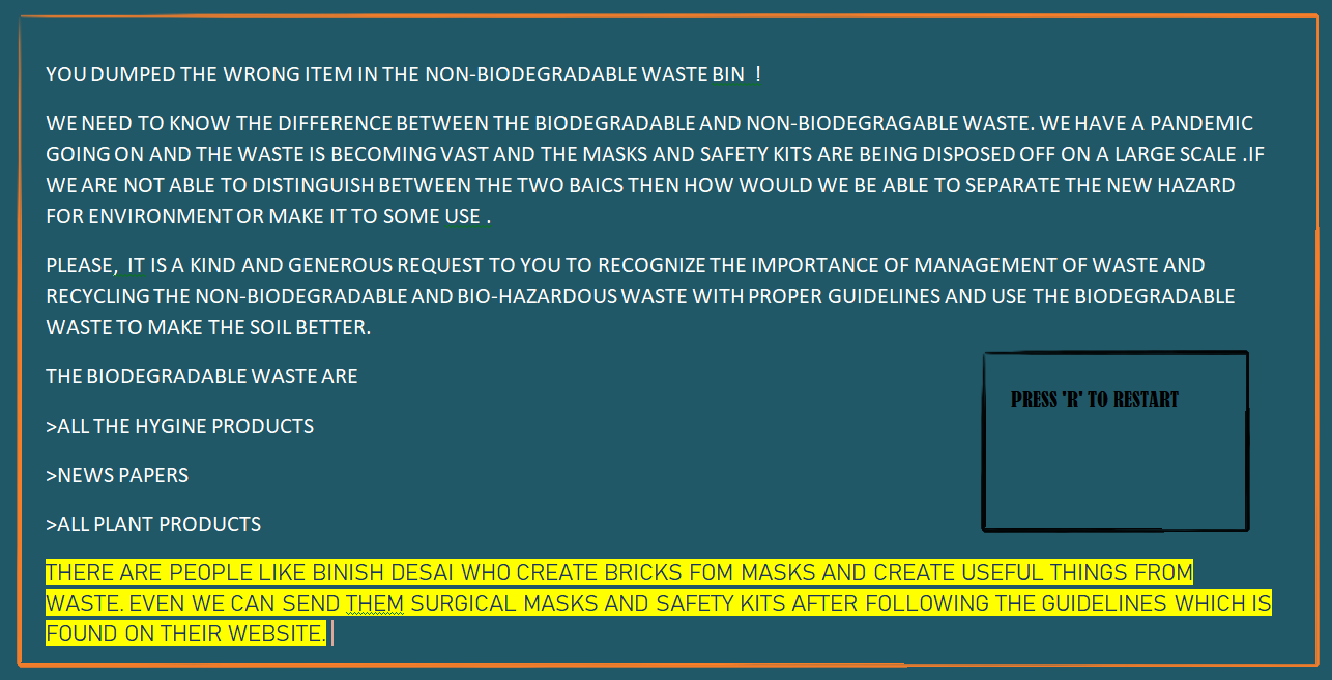 YOU DUMPED THE WRONG ITEM IN THE NON-BIODEGRADABLE WASTE BIN !
WE NEED TO KNOW THE DIFFERENCE BETWEEN THE BIODEGRADABLE AND NON-BIODEGRAGABLE WASTE. WE HAVE A PANDEMIC
GOING ON AND THE WASTE IS BECOMING VAST AND THE MASKS AND SAFETY KITS ARE BEING DISPOSED OFF ON A LARGE SCALE .IF
WE ARE NOT ABLE TO DISTINGUISH BETWEEN THE TWO BAICS THEN HOW WOULD WE BE ABLE TO SEPARATE THE NEW HAZARD
FOR ENVIRONMENT OR MAKE IT TO SOME USE .
PLEASE, IT IS A KIND AND GENEROUS REQUEST TO YOU TO RECOGNIZE THE IMPORTANCE OF MANAGEMENT OF WASTE AND
RECYCLING THE NON-BIODEGRADABLE AND BIO-HAZARDOUS WASTE WITH PROPER GUIDELINES AND USE THE BIODEGRADABLE
WASTE TO MAKE THE SOIL BETTER.
THE BIODEGRADABLE WASTE ARE
PRESS 'R' TO RESTART
>ALL THE HYGINE PRODUCTS
>NEWS PAPERS
>ALL PLANT PRODUCTS
THERE ARE PEOPLE LIKE BINISH DESAI WHO CREATE BRICKS FOM MASKS AND CREATE USEFUL THINGS FROM
WASTE. EVEN WE CAN SEND THEM SURGICAL MASKS AND SAFETY KITS AFTER FOLLOWING THE GUIDELINES WHICH IS
FOUND ON THEIR WEBSITE.